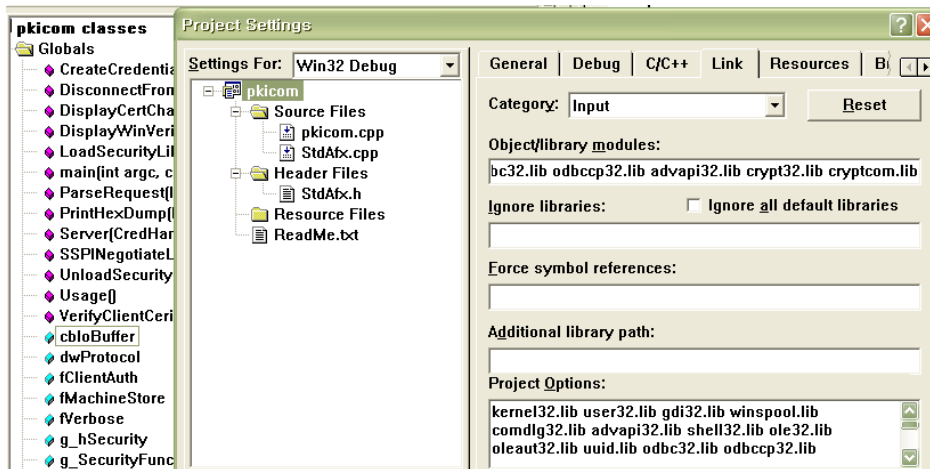 pkicom classes
Globals
CreateCredentia
DisconnectFron
DisplayCertCha
DisplayWinVeri
LoadSecurityLil
main(int argc, c
ParseRequest(I
PrintHexDump(
Server(CredHar
SSPINegotiateL
UnloadSecurity
Usage()
VerifyClientCeri
cbIoBuffer
dwProtocol
fClientAuth
fMachineStore
fVerbose
g_hSecurity
g_SecurityFunc
Project Settings
Settings For:
Win32 Debug
pkicom
Source Files
pkicom.cpp
StdAfx.cpp
Header Files
StdAfx.h
Resource Files
ReadMe.txt
General Debug C/C++ Link Resources
Category: Input Reset
Object/library modules:
bc32.lib odbccp32.lib advapi32.lib crypt32.lib cryptcom.lib
Ignore libraries: Ignore all default libraries
Force symbol references:
Additional library path:
Project Options:
kernel32.lib user32.lib gdi32.lib winspool.lib
comdlg32.lib advapi32.lib shell32.lib ole32.lib
oleaut32.lib uuid.lib odbc32.lib odbccp32.lib